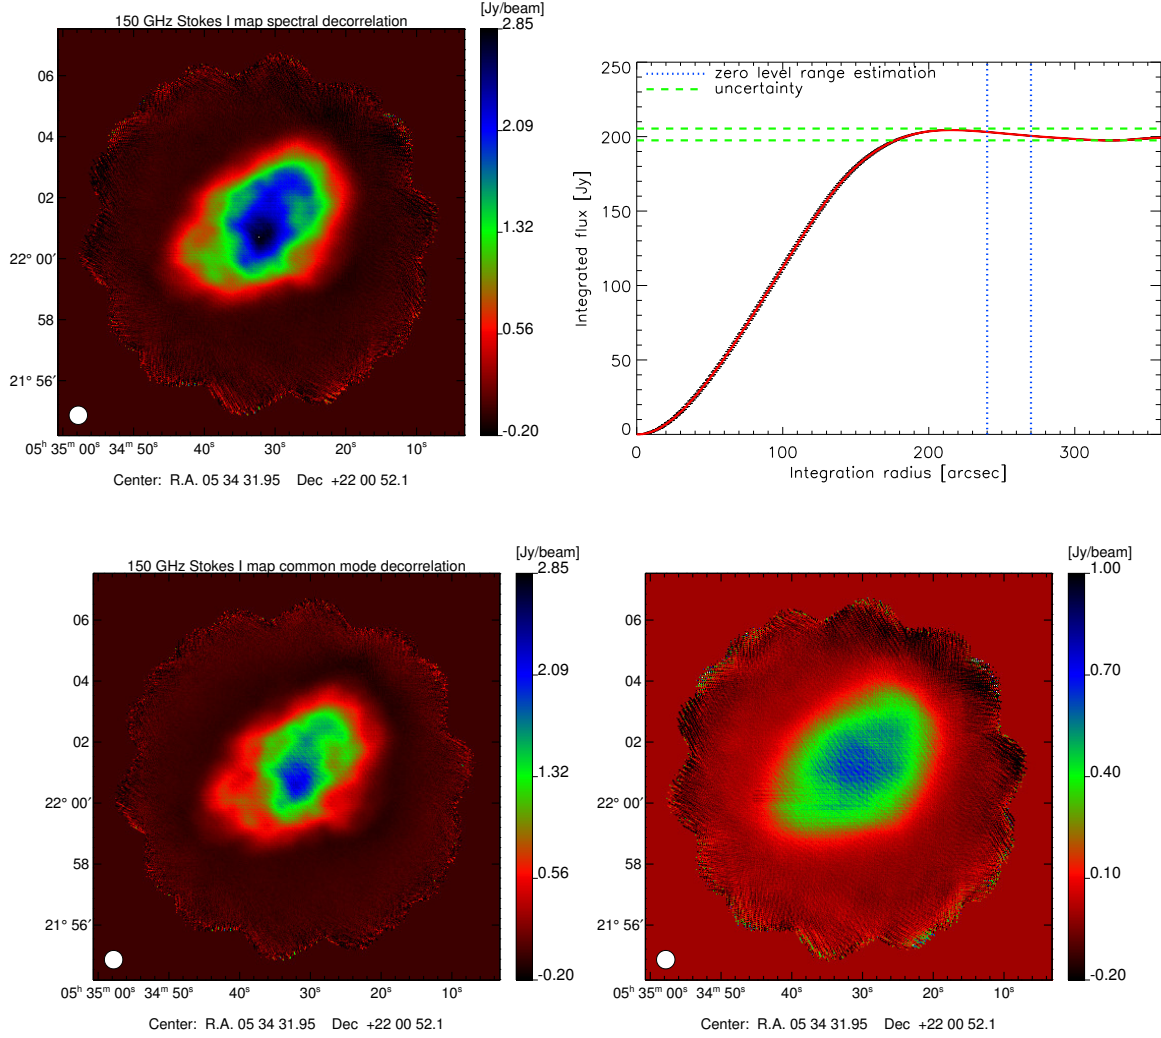 [Jy/beam]
150 GHz Stokes I map spectral decorrelation
2.85
2.09
1.32
0.56
-0.20
06
04
02
22° 00′
58
21° 56′
05ʰ 35ᵐ 00ˢ 34ᵐ 50ˢ 40ˢ 30ˢ 20ˢ 10ˢ
Center: R.A. 05 34 31.95 Dec +22 00 52.1
250
200
150
100
50
0
Integrated flux [Jy]
zero level range estimation
uncertainty
0 100 200 300
Integration radius [arcsec]
[Jy/beam]
150 GHz Stokes I map common mode decorrelation
2.85
2.09
1.32
0.56
-0.20
06
04
02
22° 00′
58
21° 56′
05ʰ 35ᵐ 00ˢ 34ᵐ 50ˢ 40ˢ 30ˢ 20ˢ 10ˢ
Center: R.A. 05 34 31.95 Dec +22 00 52.1
[Jy/beam]
1.00
0.70
0.40
0.10
-0.20
06
04
02
22° 00′
58
21° 56′
05ʰ 35ᵐ 00ˢ 34ᵐ 50ˢ 40ˢ 30ˢ 20ˢ 10ˢ
Center: R.A. 05 34 31.95 Dec +22 00 52.1